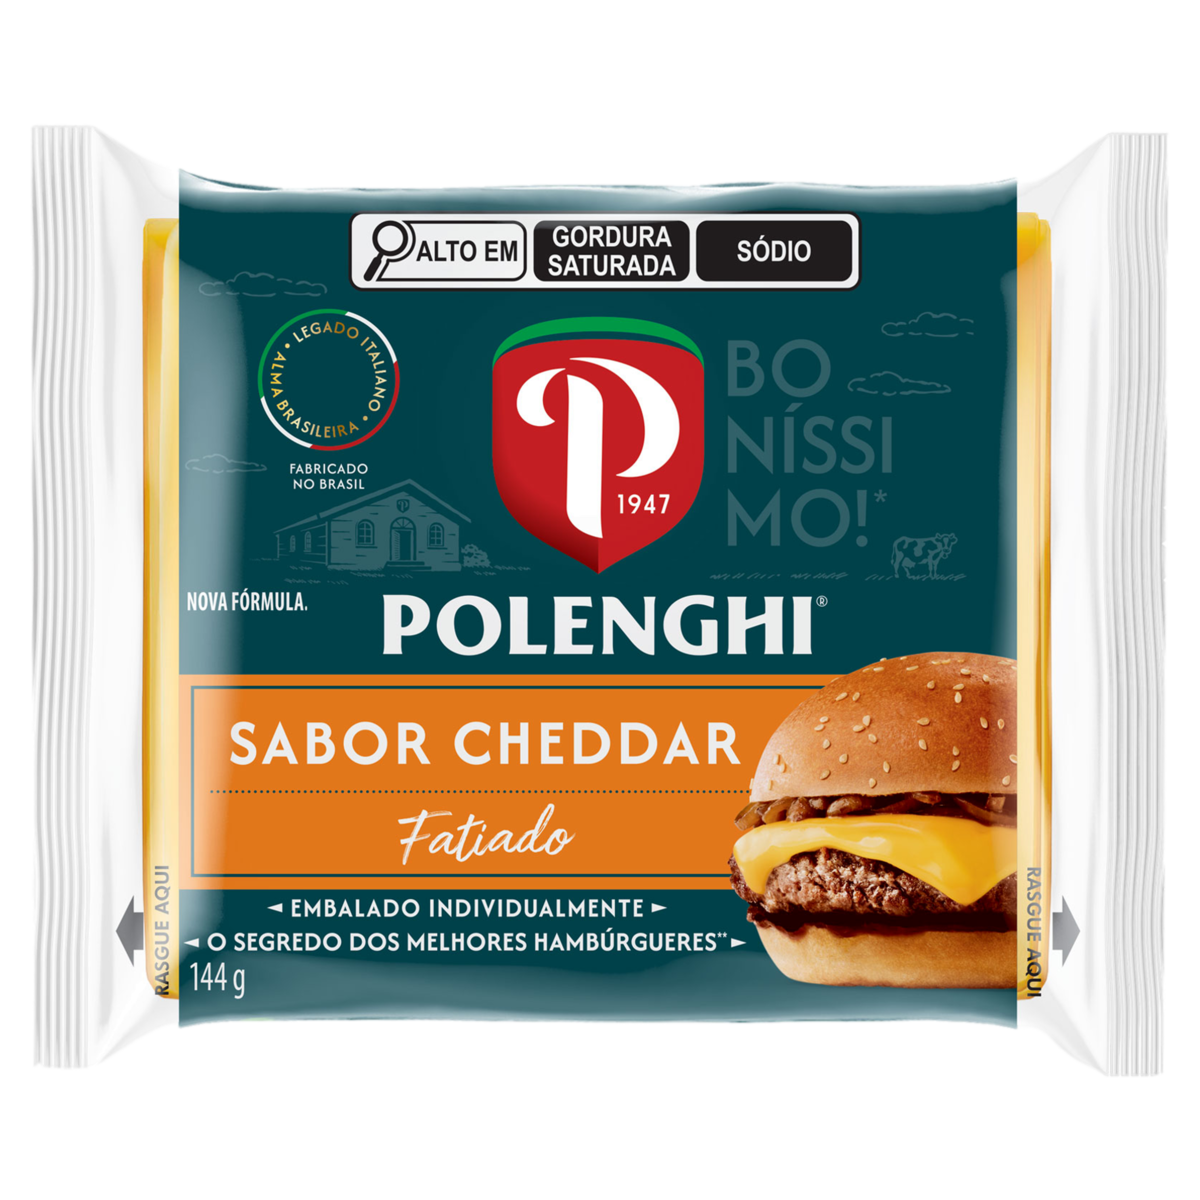 ALTO EM
GORDURA
SATURADA
SÓDIO
LEGADO ITALIANO •
ALMA BRASILEIRA •
FABRICADO
NO BRASIL
P
1947
BO
NÍSSI
MO!*
NOVA FÓRMULA.
POLENGHI®
SABOR CHEDDAR
Fatiado
EMBALADO INDIVIDUALMENTE
O SEGREDO DOS MELHORES HAMBÚRGUERES**
144 g
RASGUE AQUI
RASGUE AQUI